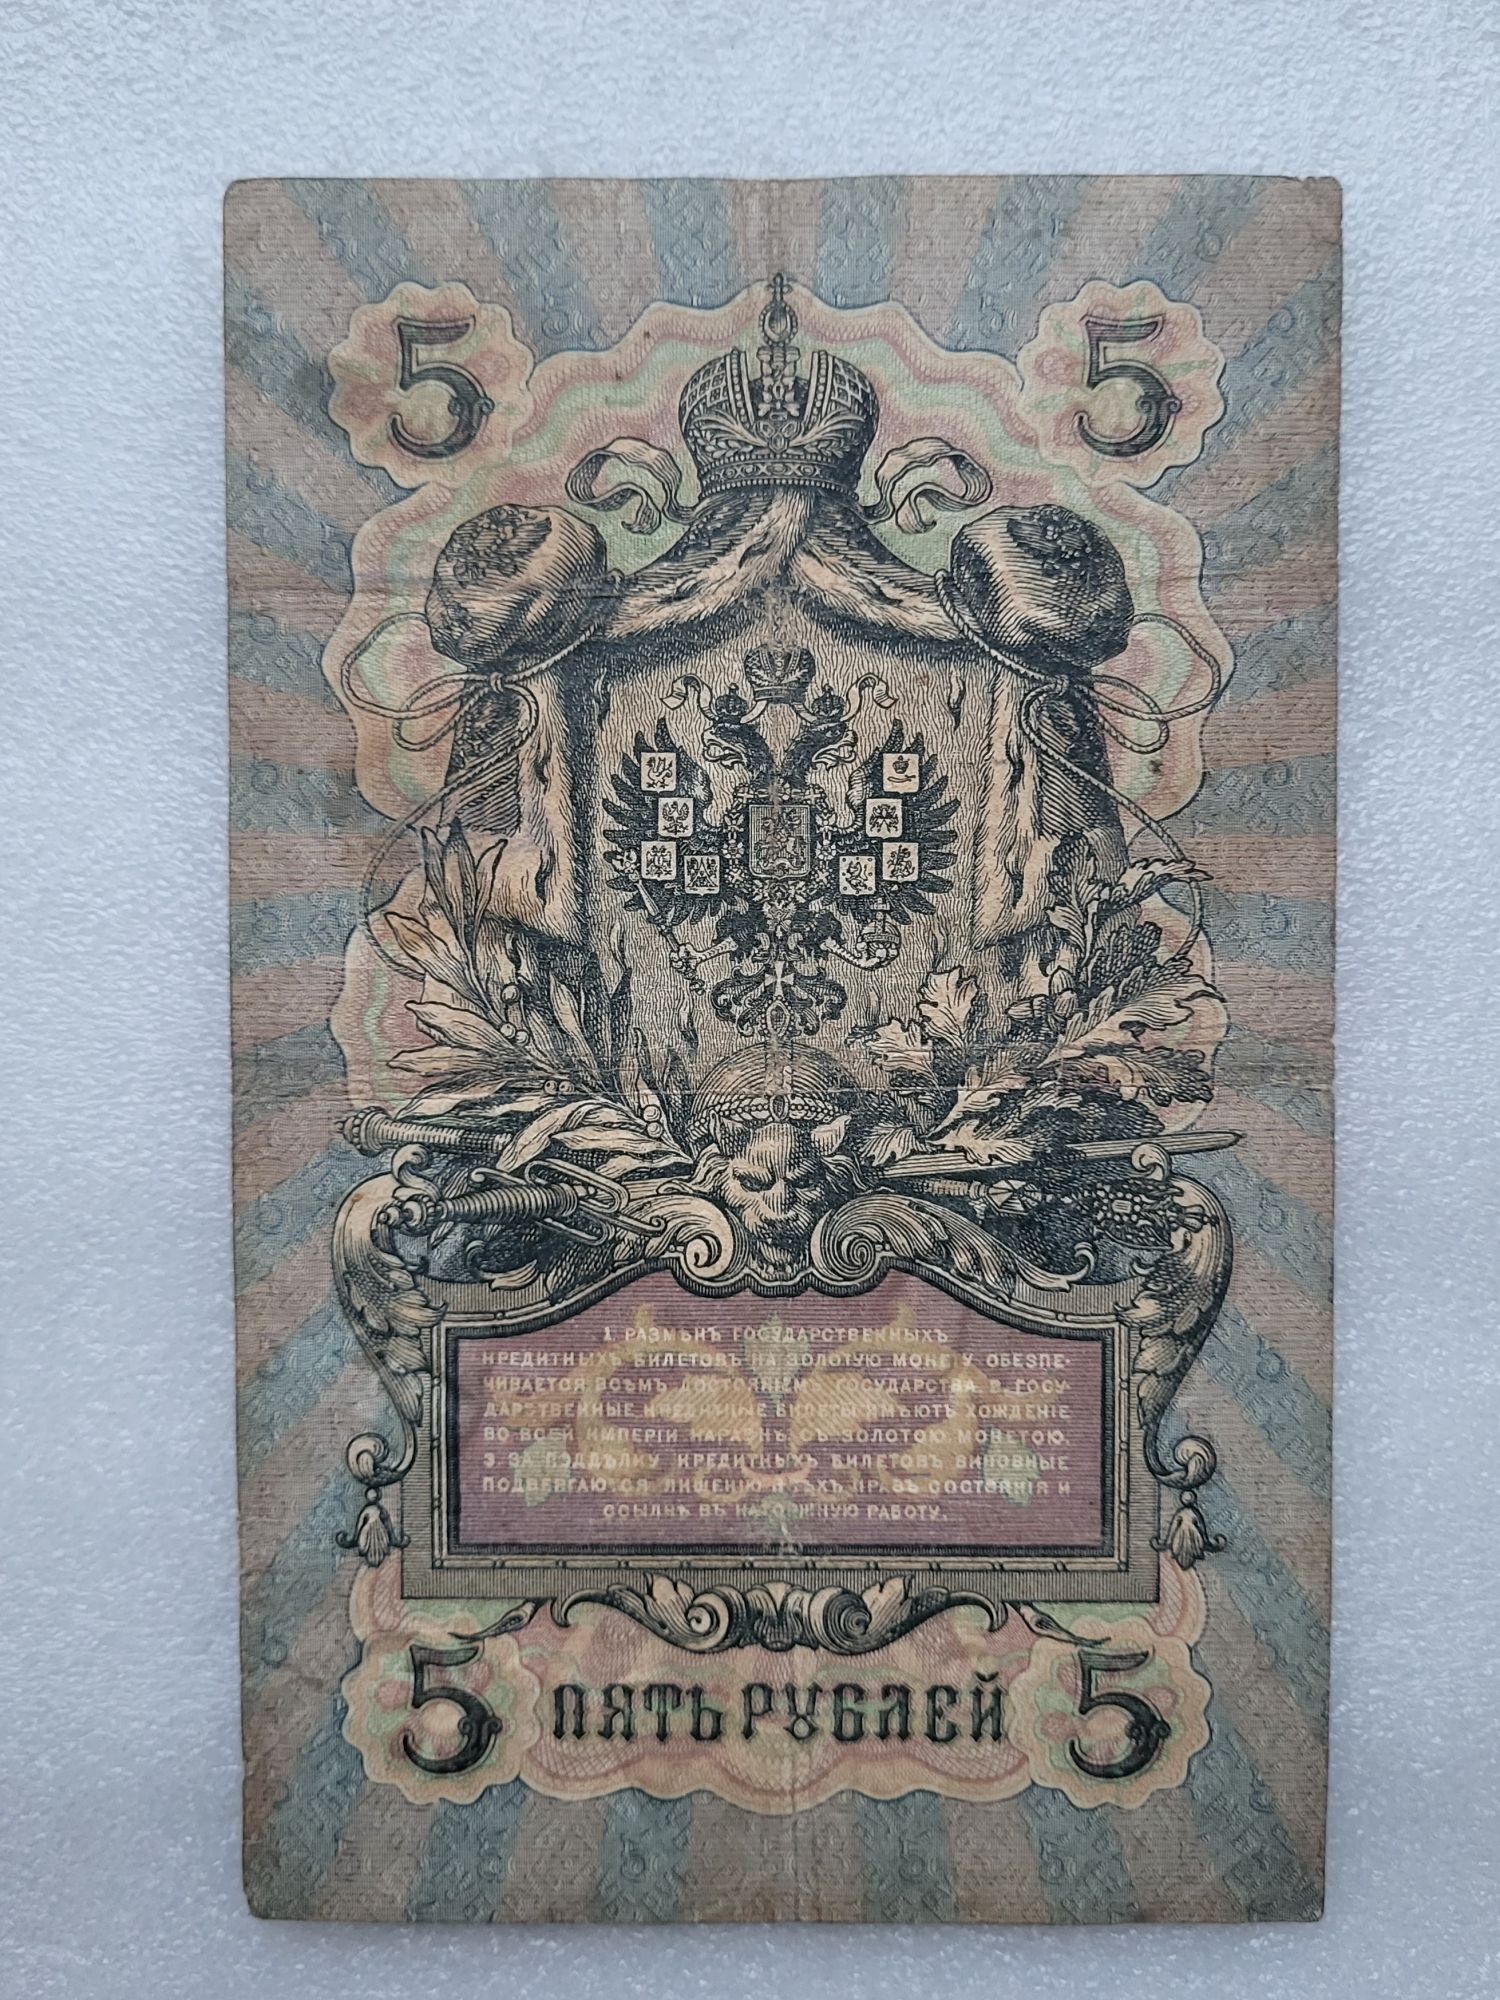 5 5
1. РАЗМѢНЪ ГОСУДАРСТВЕННЫХЪ
КРЕДИТНЫХЪ БИЛЕТОВЪ НА ЗОЛОТУЮ МОНЕТУ ОБЕЗПЕ-
ЧИВАЕТСЯ ВСѢМЪ ДОСТОЯНІЕМЪ ГОСУДАРСТВА. 2. ГОСУ-
ДАРСТВЕННЫЕ КРЕДИТНЫЕ БИЛЕТЫ ИМѢЮТЪ ХОЖДЕНІЕ
ВО ВСЕЙ ИМПЕРІИ НАРАВНѢ СЪ ЗОЛОТОЮ МОНЕТОЮ.
3. ЗА ПОДДѢЛКУ КРЕДИТНЫХЪ БИЛЕТОВЪ ВИНОВНЫЕ
ПОДВЕРГАЮТСЯ ЛИШЕНІЮ ВСѢХЪ ПРАВЪ СОСТОЯНІЯ И
ССЫЛКѢ ВЪ КАТОРЖНУЮ РАБОТУ.
5 ПЯТЬ РУБЛЕЙ 5